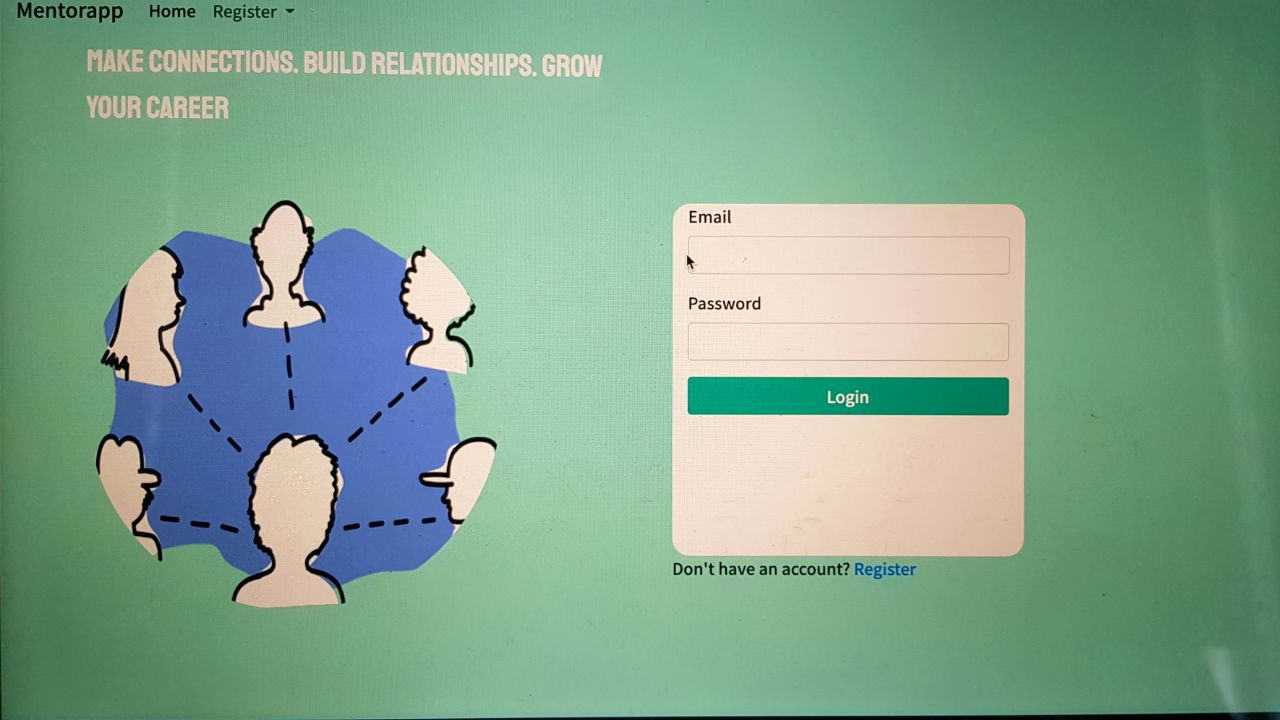 Mentorapp Home Register
MAKE CONNECTIONS. BUILD RELATIONSHIPS. GROW
YOUR CAREER
Email
Password
Login
Don't have an account? Register